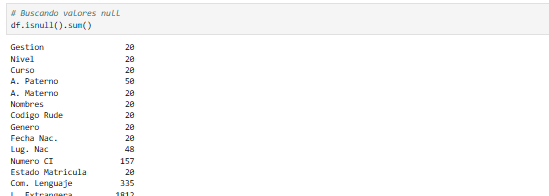 # Buscando valores null
df.isnull().sum()
Gestion 20
Nivel 20
Curso 20
A. Paterno 50
A. Materno 20
Nombres 20
Codigo Rude 20
Genero 20
Fecha Nac. 20
Lug. Nac 48
Numero CI 157
Estado Matricula 20
Com. Lenguaje 335
L. Extranjera 1812